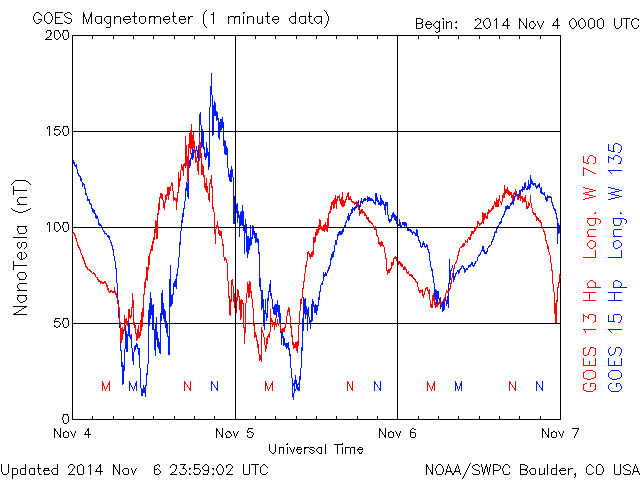 GOES Magnetometer (1 minute data)
Begin: 2014 Nov 4 0000 UTC
200
150
100
50
0
NanoTesla (nT)
M M N N M N N M M N N
Nov 4 Nov 5 Nov 6 Nov 7
Universal Time
GOES 13 Hp Long. W 75
GOES 15 Hp Long. W 135
Updated 2014 Nov 6 23:59:02 UTC
NOAA/SWPC Boulder, CO USA